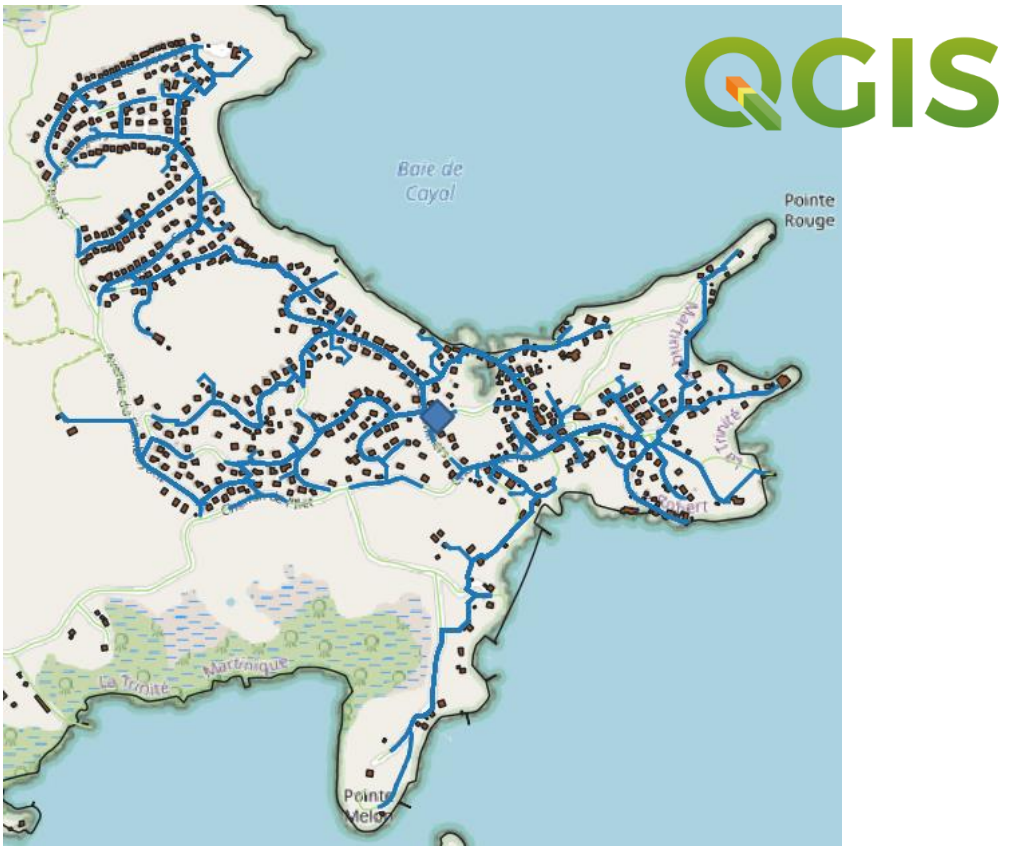 QGIS
Baie de
Cayol
Pointe
Rouge
Martinique
La Trinité
Robert
La Trinité
Martinique
Pointe
Melon